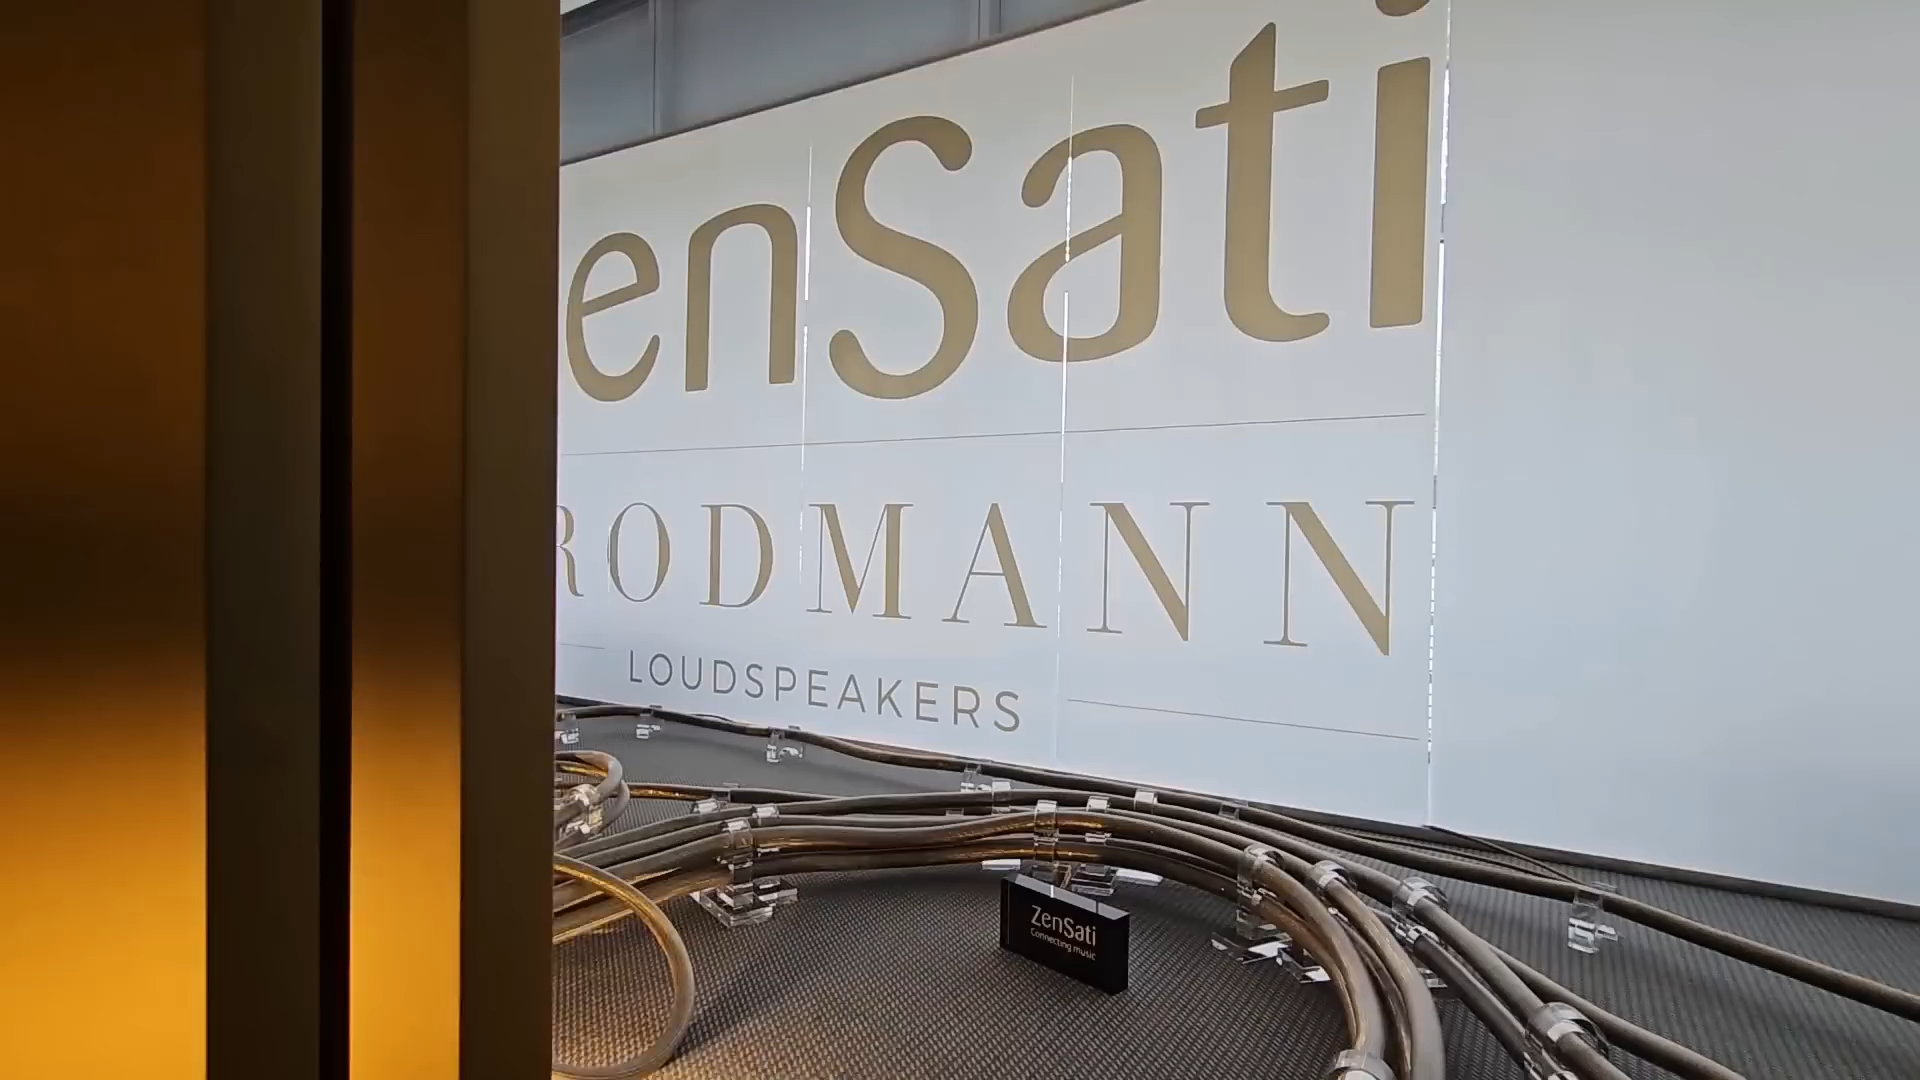 enSati
RODMANN
LOUDSPEAKERS
ZenSati
Connecting music